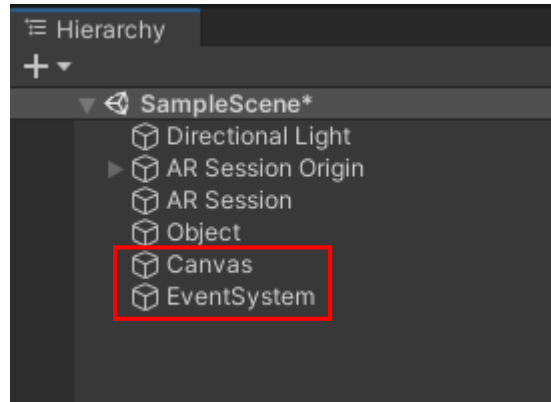 Hierarchy
SampleScene*
Directional Light
AR Session Origin
AR Session
Object
Canvas
EventSystem